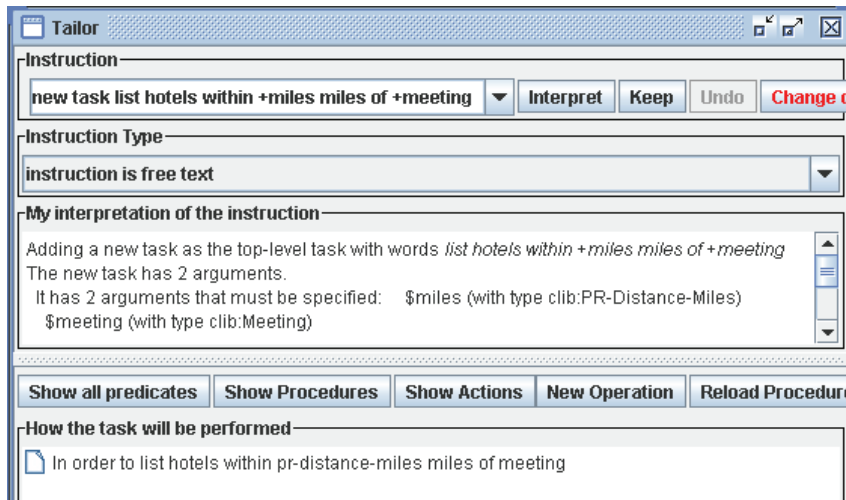 Tailor
Instruction
new task list hotels within +miles miles of +meeting Interpret Keep Undo Change
Instruction Type
instruction is free text
My interpretation of the instruction
Adding a new task as the top-level task with words list hotels within +miles miles of +meeting
The new task has 2 arguments.
It has 2 arguments that must be specified: $miles (with type clib:PR-Distance-Miles)
$meeting (with type clib:Meeting)
Show all predicates Show Procedures Show Actions New Operation Reload Procedur
How the task will be performed
In order to list hotels within pr-distance-miles miles of meeting